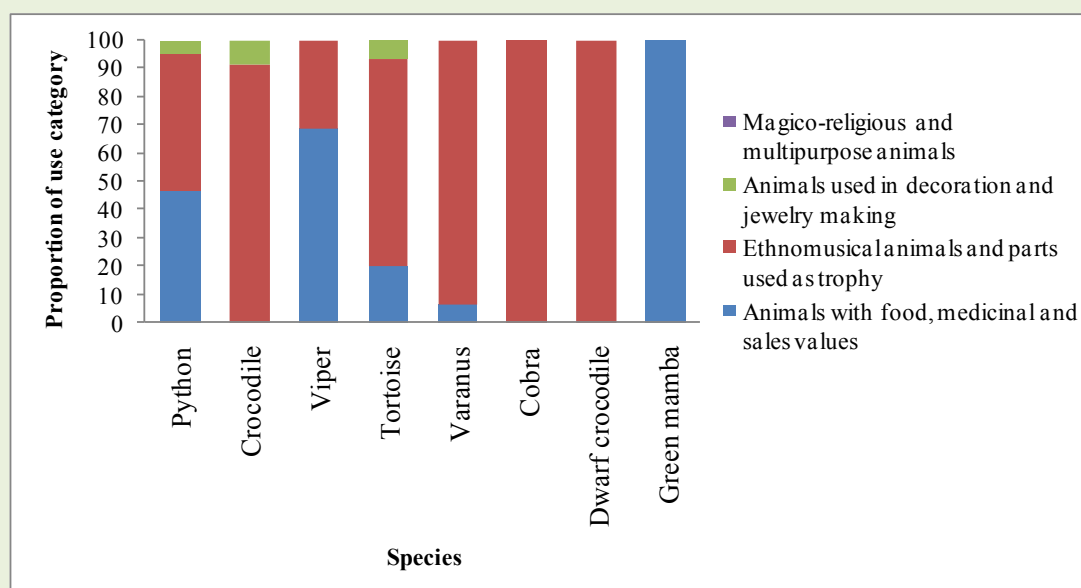 Proportion of use category
100
90
80
70
60
50
40
30
20
10
0
Python
Crocodile
Viper
Tortoise
Varanus
Cobra
Dwarf crocodile
Green mamba
Species
Magico-religious and
multipurpose animals
Animals used in decoration and
jewelry making
Ethnomusical animals and parts
used as trophy
Animals with food, medicinal and
sales values